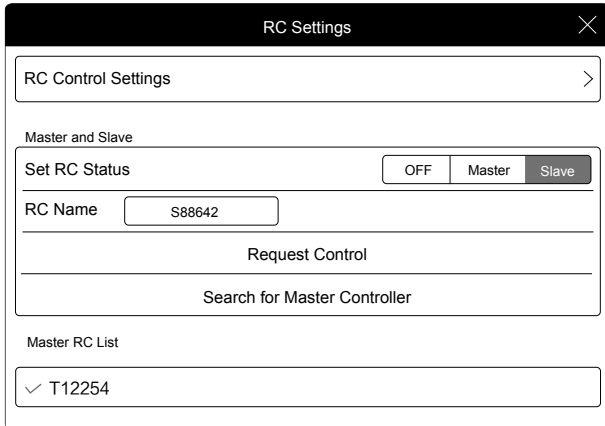 RC Settings
RC Control Settings
Master and Slave
Set RC Status OFF Master Slave
RC Name S88642
Request Control
Search for Master Controller
Master RC List
T12254